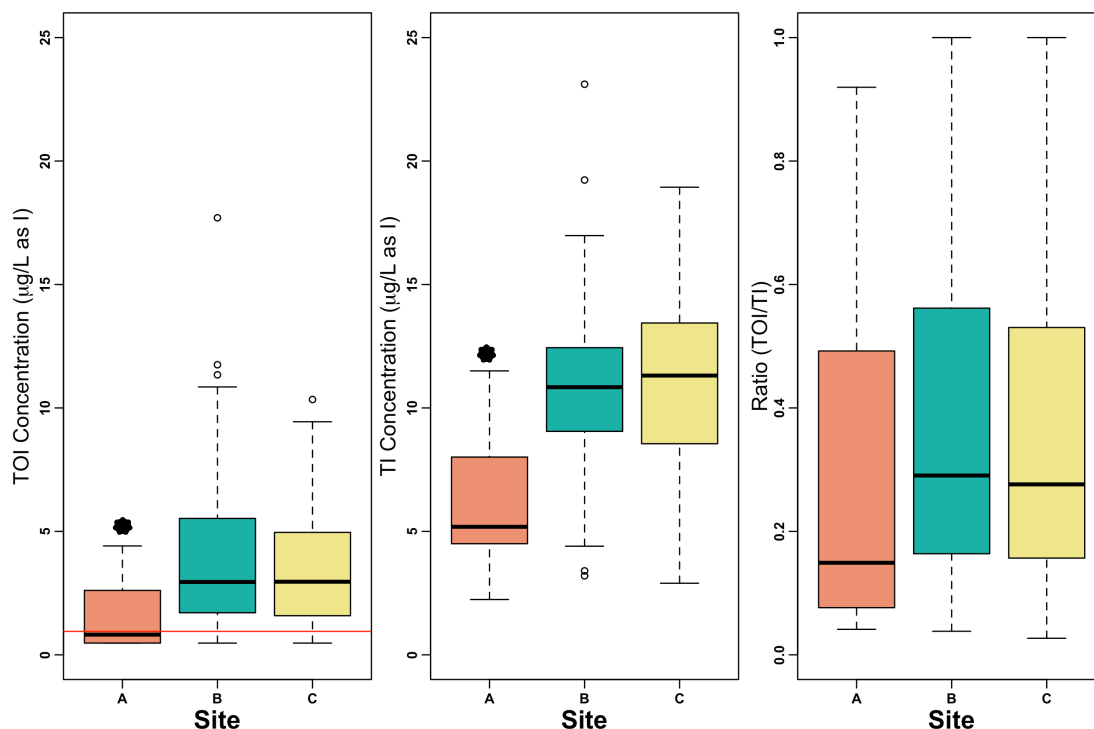 TOI Concentration (μg/L as I)
0
5
10
15
20
25
A
B
C
Site
TI Concentration (μg/L as I)
0
5
10
15
20
25
A
B
C
Site
Ratio (TOI/TI)
0.0
0.2
0.4
0.6
0.8
1.0
A
B
C
Site